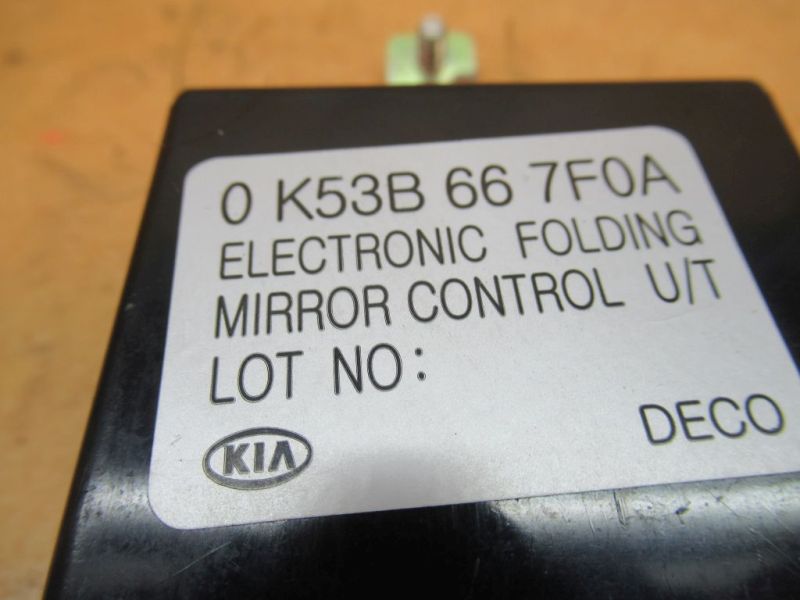 0 K53B 66 7F0A
ELECTRONIC FOLDING
MIRROR CONTROL U/T
LOT NO:
KIA
DECO